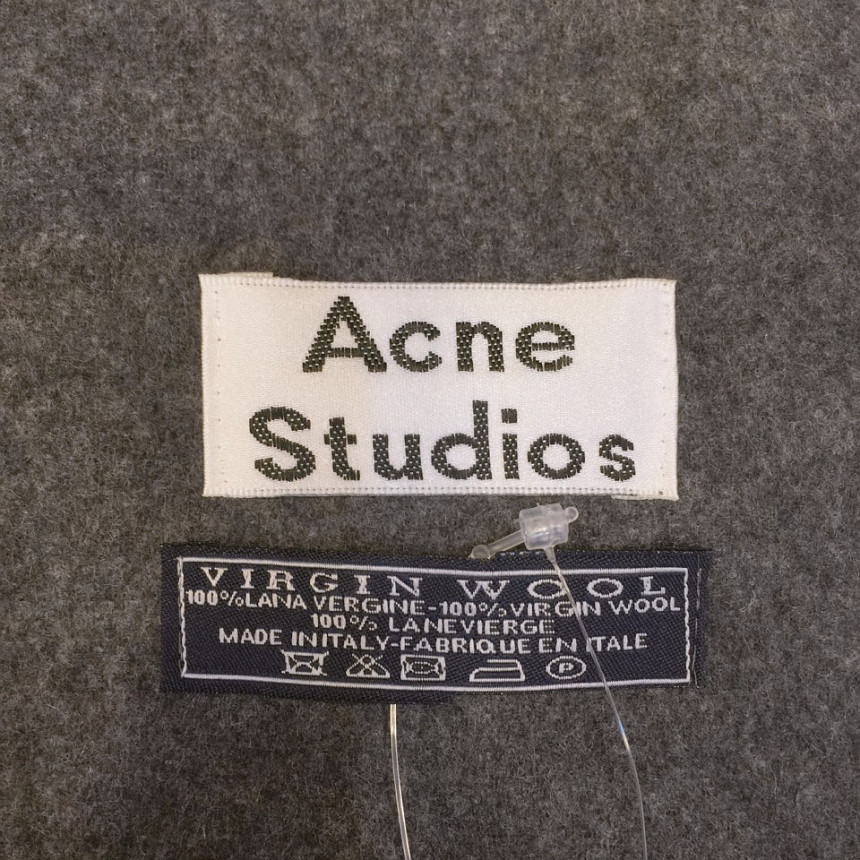 Acne
Studios
VIRGIN WOOL
100%LANA VERGINE-100%VIRGIN WOOL
100% LANEVIERGE
MADE IN ITALY-FABRIQUE EN ITALE
P